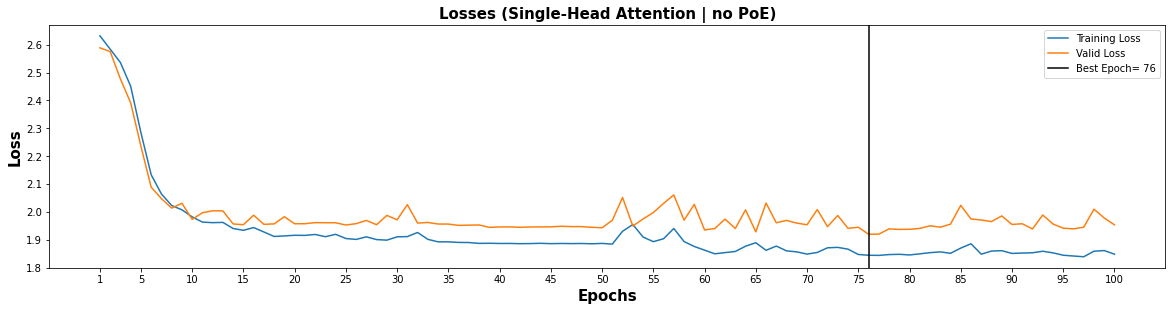 Losses (Single-Head Attention | no PoE)
Training Loss
Valid Loss
Best Epoch= 76
Loss
2.6
2.5
2.4
2.3
2.2
2.1
2.0
1.9
1.8
1 5 10 15 20 25 30 35 40 45 50 55 60 65 70 75 80 85 90 95 100
Epochs